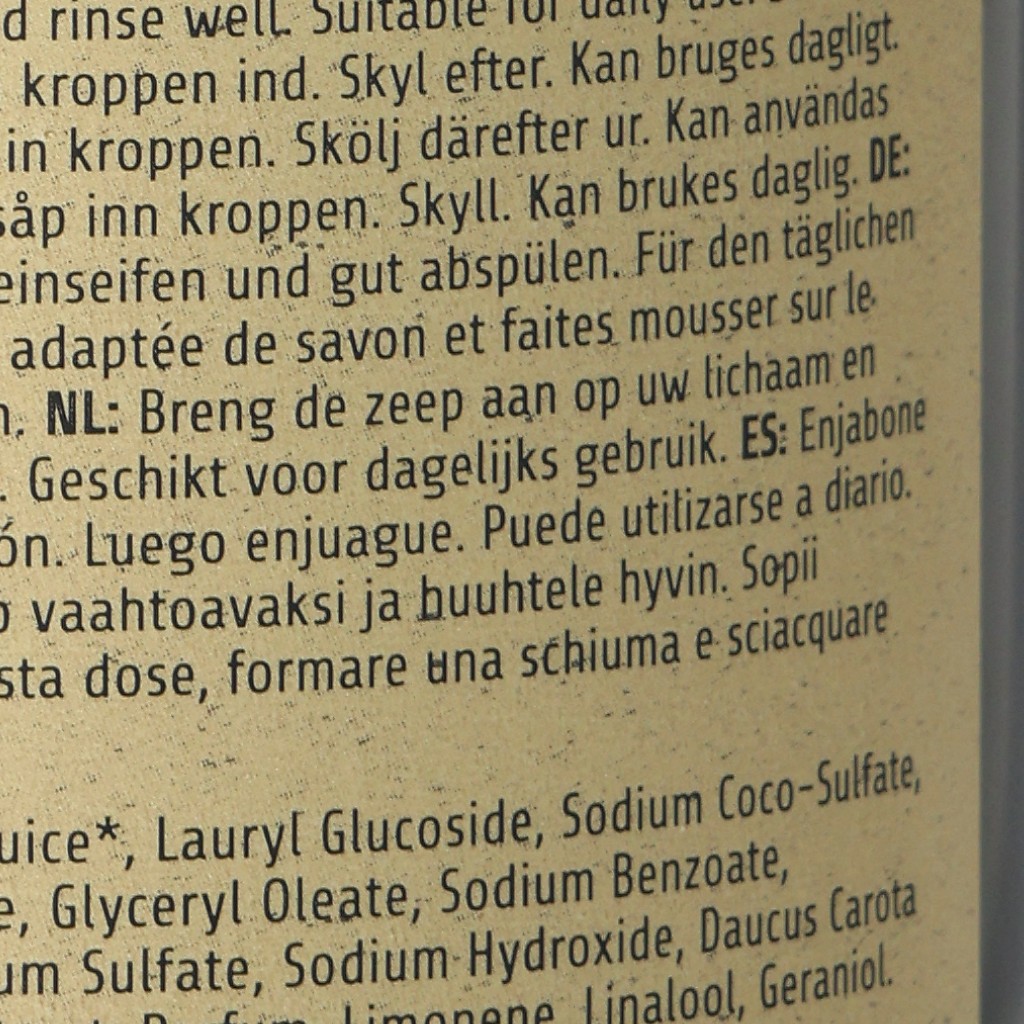 rinse well. Suitable for daily
kroppen ind. Skyl efter. Kan bruges dagligt.
in kroppen. Skölj därefter ur. Kan användas
såp inn kroppen. Skyll. Kan brukes daglig. DE:
einseifen und gut abspülen. Für den täglichen
adaptée de savon et faites mousser sur le
NL: Breng de zeep aan op uw lichaam en
. Geschikt voor dagelijks gebruik. ES: Enjabone
ón. Luego enjuague. Puede utilizarse a diario.
vaahtoavaksi ja huuhtele hyvin. Sopii
sta dose, formare una schiuma e sciacquare
uice*, Lauryl Glucoside, Sodium Coco-Sulfate,
e, Glyceryl Oleate, Sodium Benzoate,
um Sulfate, Sodium Hydroxide, Daucus Carota
Parfum, Limonene, Linalool, Geraniol.